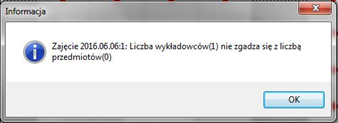 Informacja
Zajęcie 2016.06.06:1: Liczba wykładowców(1) nie zgadza się z liczbą
przedmiotów(0)
OK